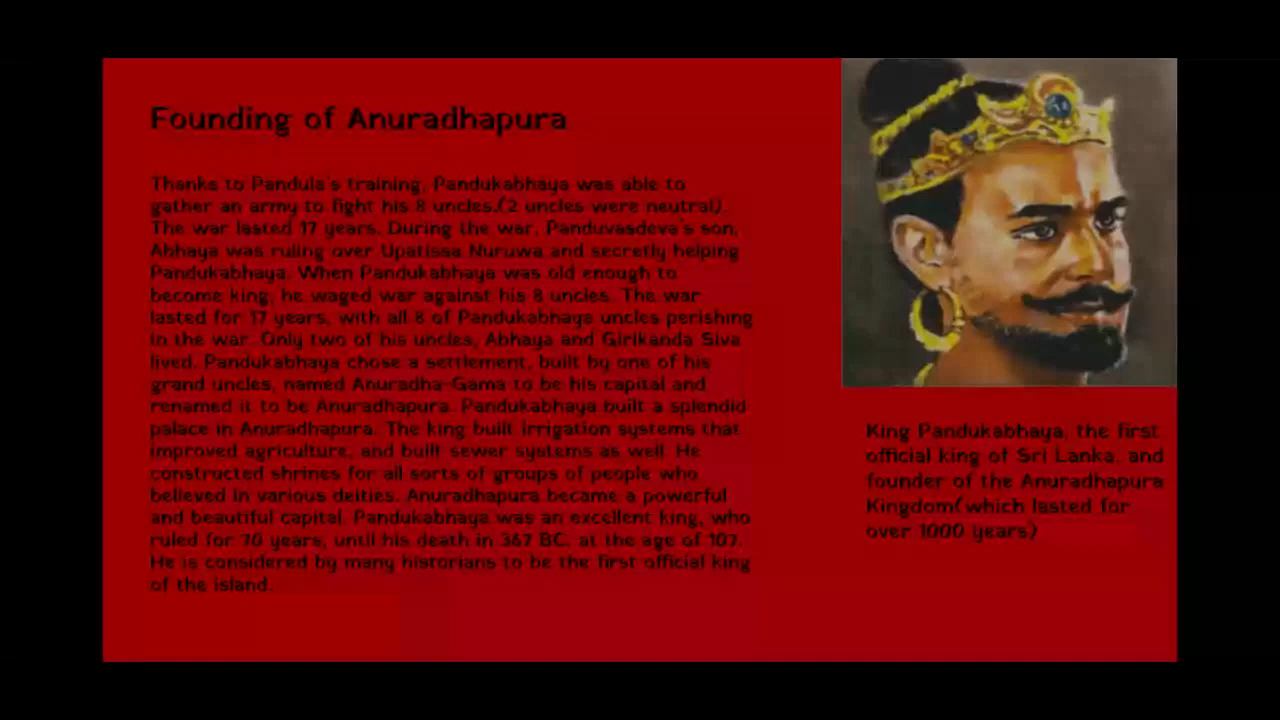 Founding of Anuradhapura
Thanks to Pandula's training, Pandukabhaya was able to
gather an army to fight his 8 uncles.(2 uncles were neutral).
The war lasted 17 years. During the war, Panduvasdeva's son,
Abhaya was ruling over Upatissa Nuruwa and secretly helping
Pandukabhaya. When Pandukabhaya was old enough to
become king, he waged war against his 8 uncles. The war
lasted for 17 years, with all 8 of Pandukabhaya uncles perishing
in the war. Only two of his uncles, Abhaya and Girikanda Siva
lived. Pandukabhaya chose a settlement, built by one of his
grand uncles, named Anuradha-Gama to be his capital and
renamed it to be Anuradhapura. Pandukabhaya built a splendid
palace in Anuradhapura. The king built irrigation systems that
improved agriculture, and built sewer systems as well. He
constructed shrines for all sorts of groups of people who
believed in various deities. Anuradhapura became a powerful
and beautiful capital. Pandukabhaya was an excellent king, who
ruled for 70 years, until his death in 367 BC. at the age of 107.
He is considered by many historians to be the first official king
of the island.
King Pandukabhaya, the first
official king of Sri Lanka, and
founder of the Anuradhapura
Kingdom(which lasted for
over 1000 years)